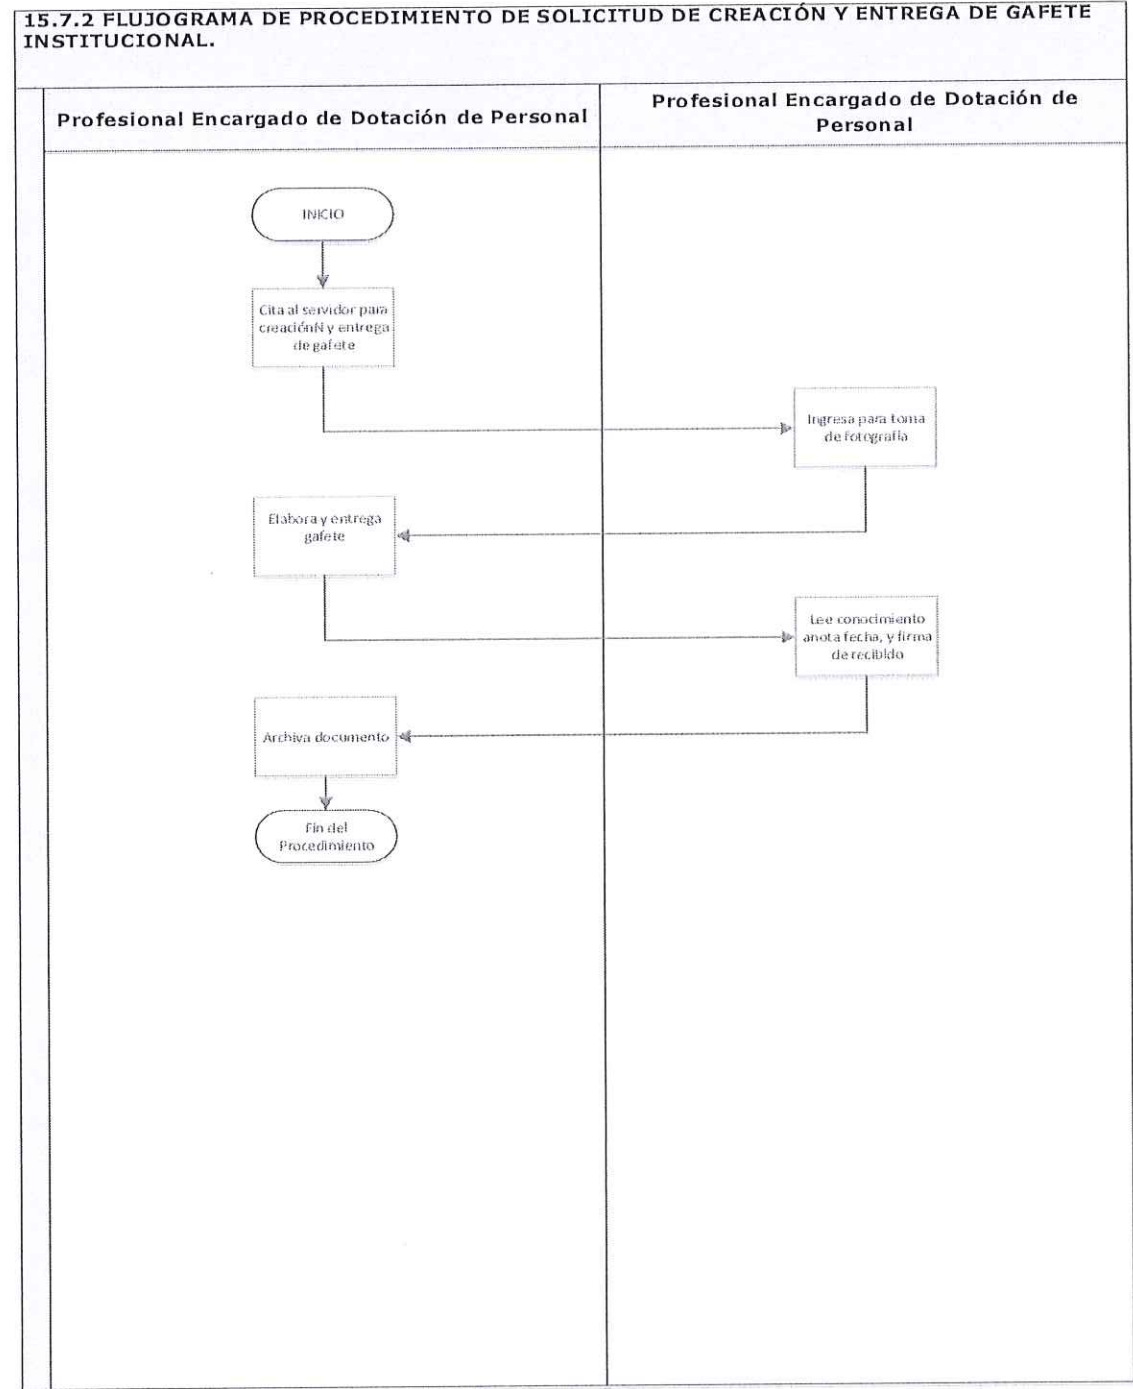 15.7.2 FLUJOGRAMA DE PROCEDIMIENTO DE SOLICITUD DE CREACIÓN Y ENTREGA DE GAFETE
INSTITUCIONAL.
Profesional Encargado de Dotación de Personal
Profesional Encargado de Dotación de
Personal
INICIO
Cita al servidor para
creaciónN y entrega
de gafete
Ingresa para toma
de fotografía
Elabora y entrega
gafete
Lee conocimiento
anota fecha, y firma
de recibido
Archiva documento
Fin del
Procedimiento